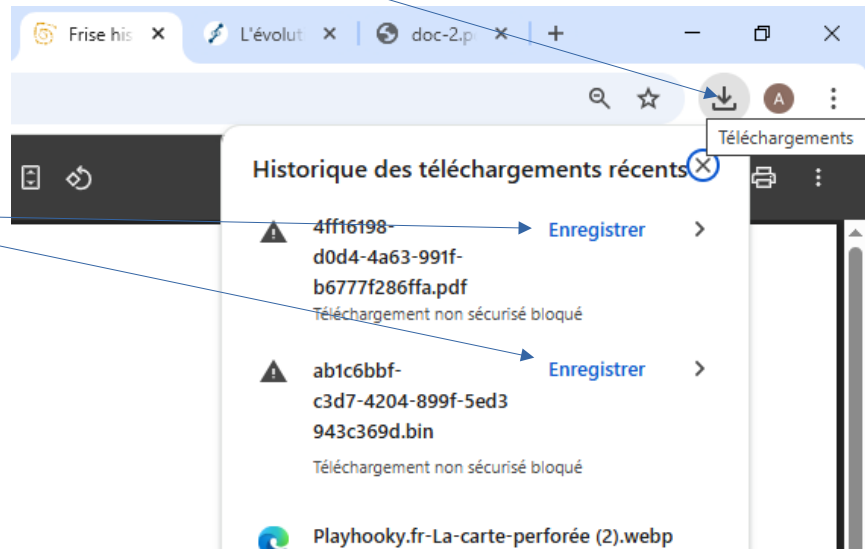 Frise his
L'évolut
doc-2.p
A
Téléchargements
Historique des téléchargements récents
4ff16198-
Enregistrer
d0d4-4a63-991f-
b6777f286ffa.pdf
Téléchargement non sécurisé bloqué
ab1c6bbf-
Enregistrer
c3d7-4204-899f-5ed3
943c369d.bin
Téléchargement non sécurisé bloqué
Playhooky.fr-La-carte-perforée (2).webp